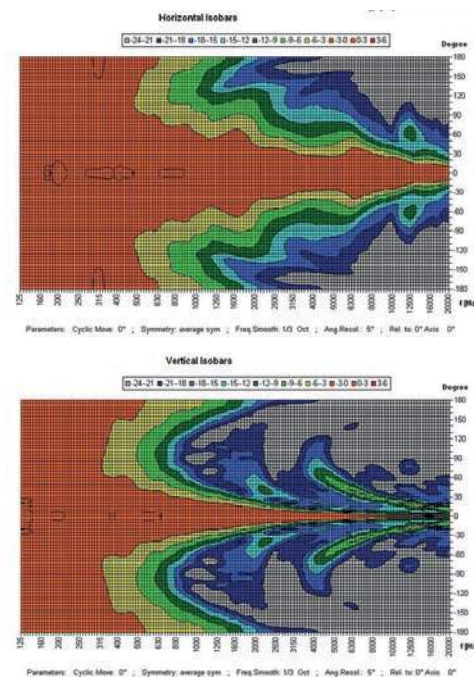 Horizontal Isobars
-24--21 -21--18 -18--15 -15--12 -12--9 -9--6 -6--3 -3-0 0-3 3-6
Degree
180
150
120
90
60
30
0
-30
-60
-90
-120
-150
-180
125 160 200 315 400 500 630 800 1250 1600 2000 2500 3150 4000 5000 6300 8000 12500 16000 20000
f [Hz]
Parameters: Cyclic Move: 0° ; Symmetry: average sym ; Freq.Smooth: 1/3 Oct ; Ang.Resol.: 5° ; Rel. to: 0° Axis 0°
Vertical Isobars
-24--21 -21--18 -18--15 -15--12 -12--9 -9--6 -6--3 -3-0 0-3 3-6
Degree
180
150
120
90
60
30
0
-30
-60
-90
-120
-150
-180
125 160 200 315 400 500 630 800 1250 1600 2000 2500 3150 4000 5000 6300 8000 12500 16000 20000
f [Hz]
Parameters: Cyclic Move: 0° ; Symmetry: average sym ; Freq.Smooth: 1/3 Oct ; Ang.Resol.: 5° ; Rel. to: 0° Axis 0°